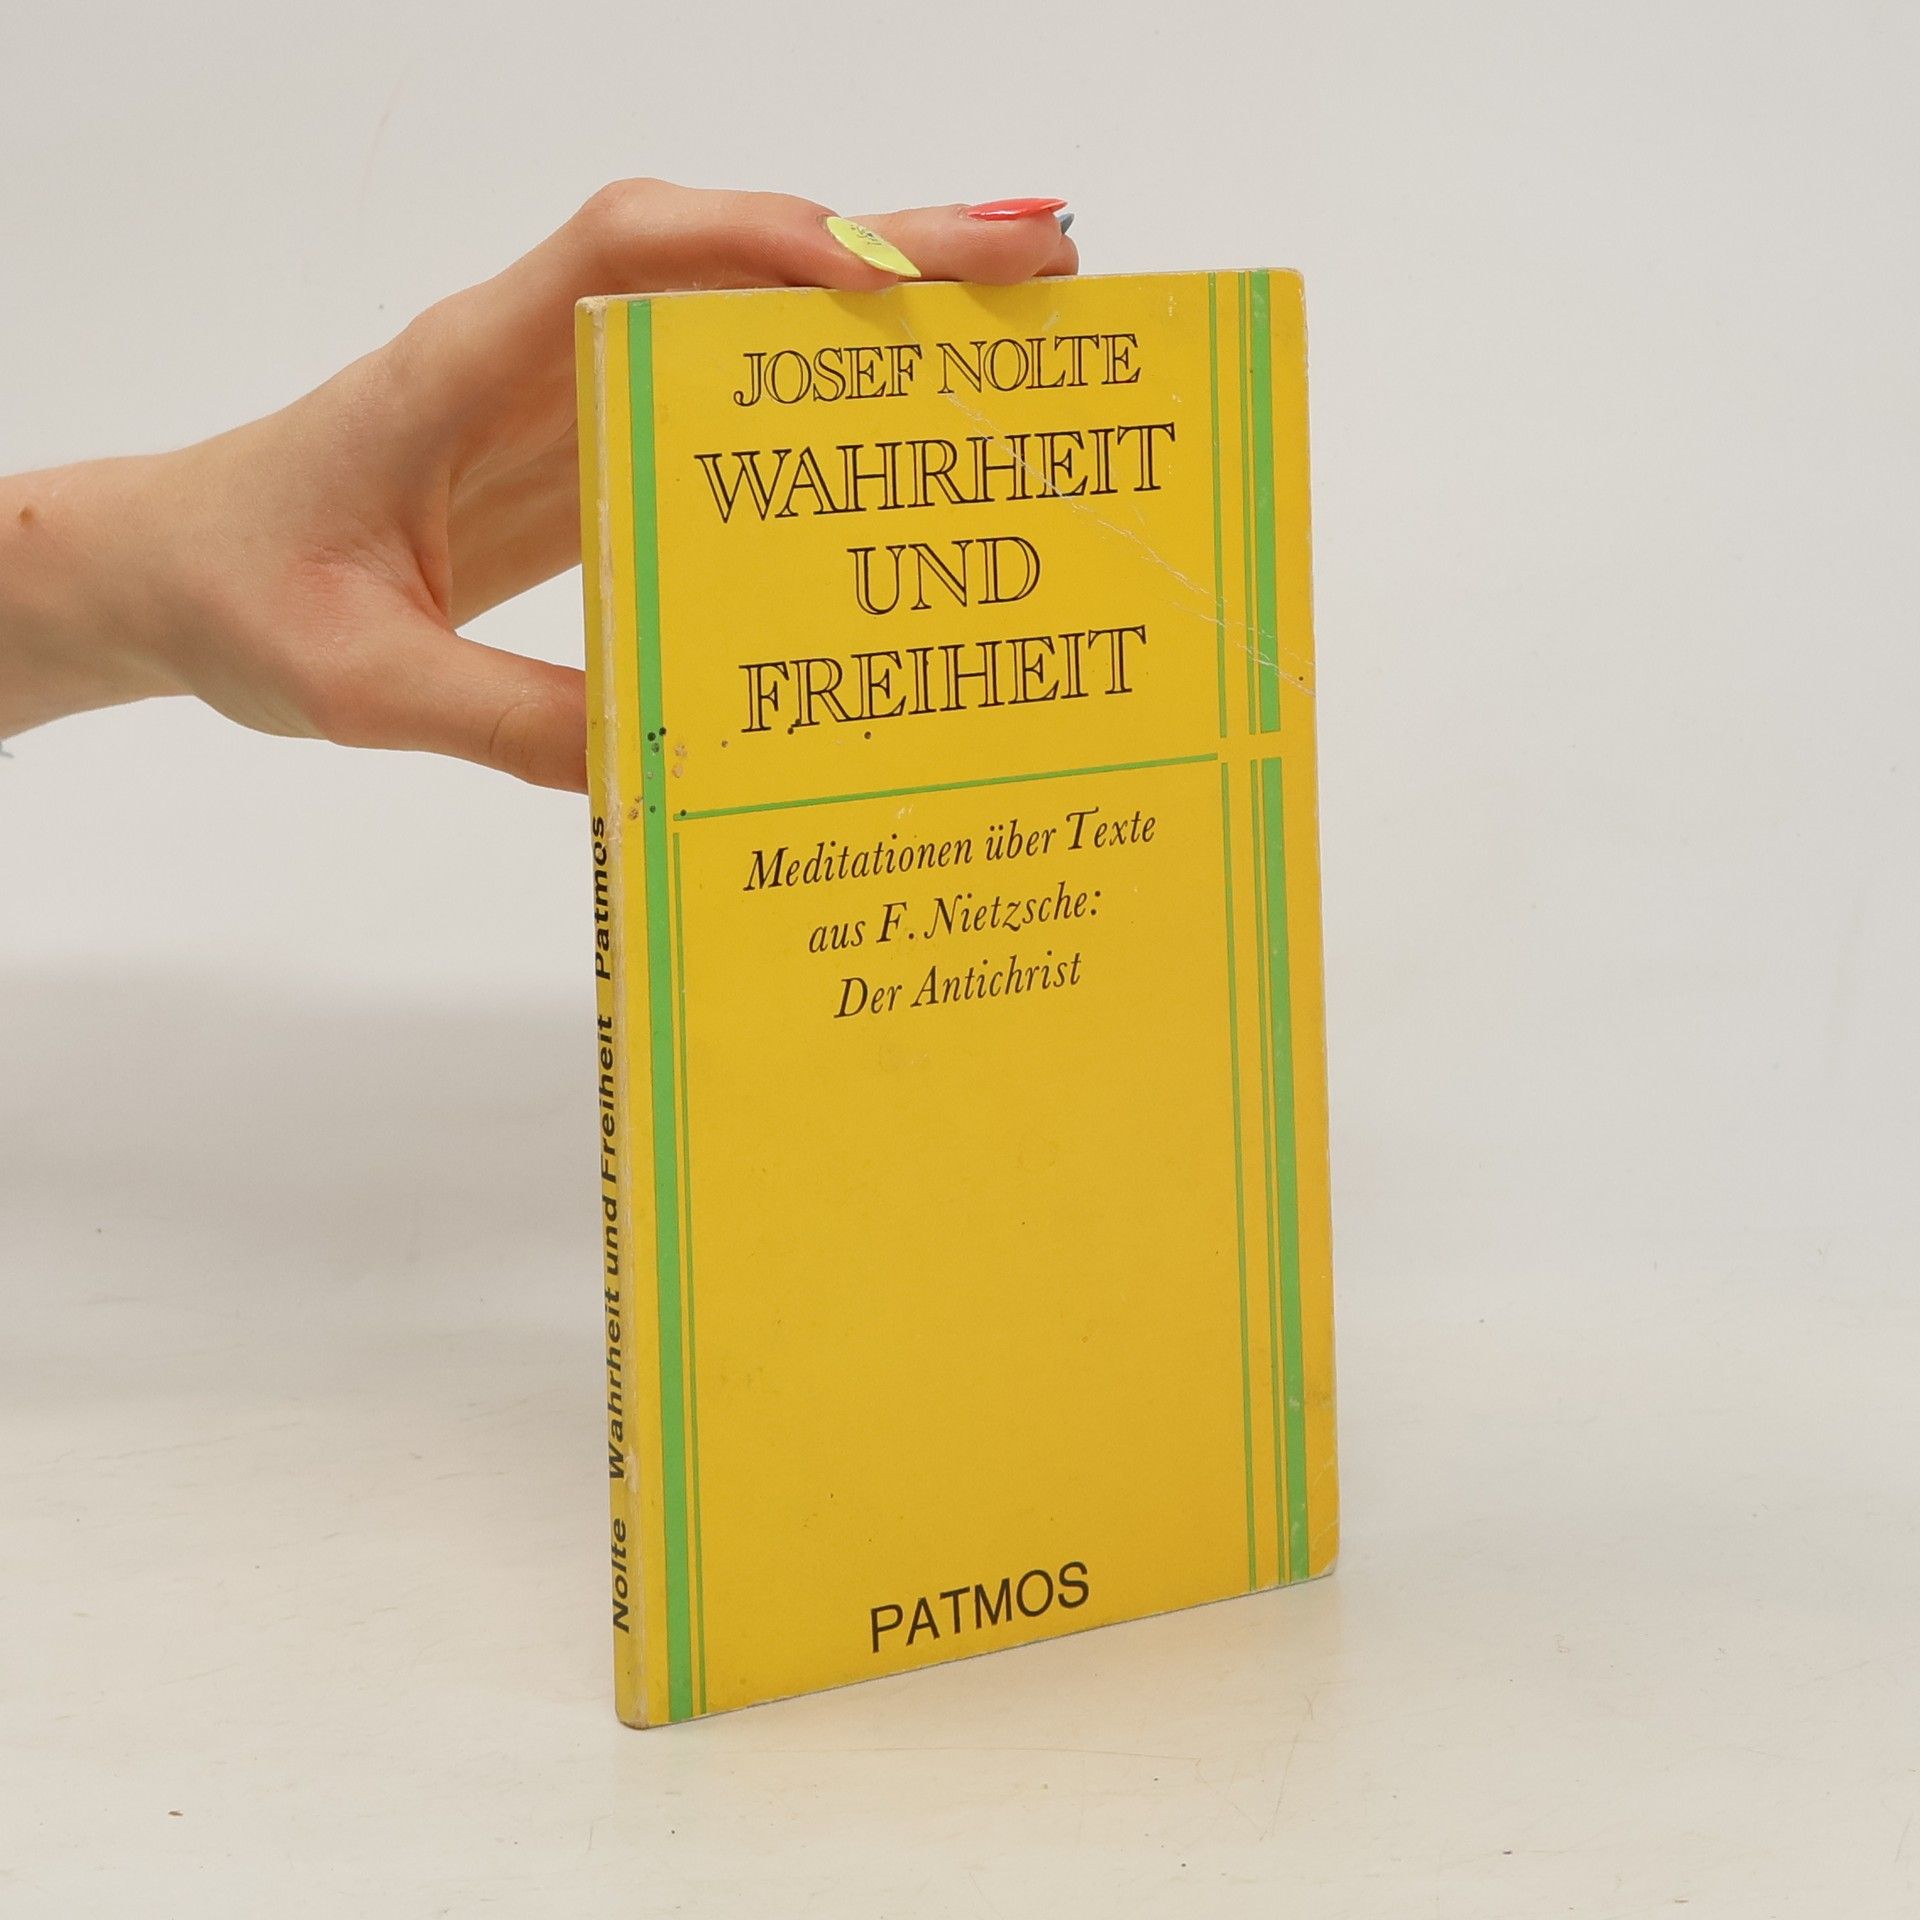 JOSEF NOLTE
WAHRHEIT
UND
FREIHEIT
Meditationen über Texte
aus F. Nietzsche:
Der Antichrist
PATMOS
Nolte Wahrheit und Freiheit Patmos